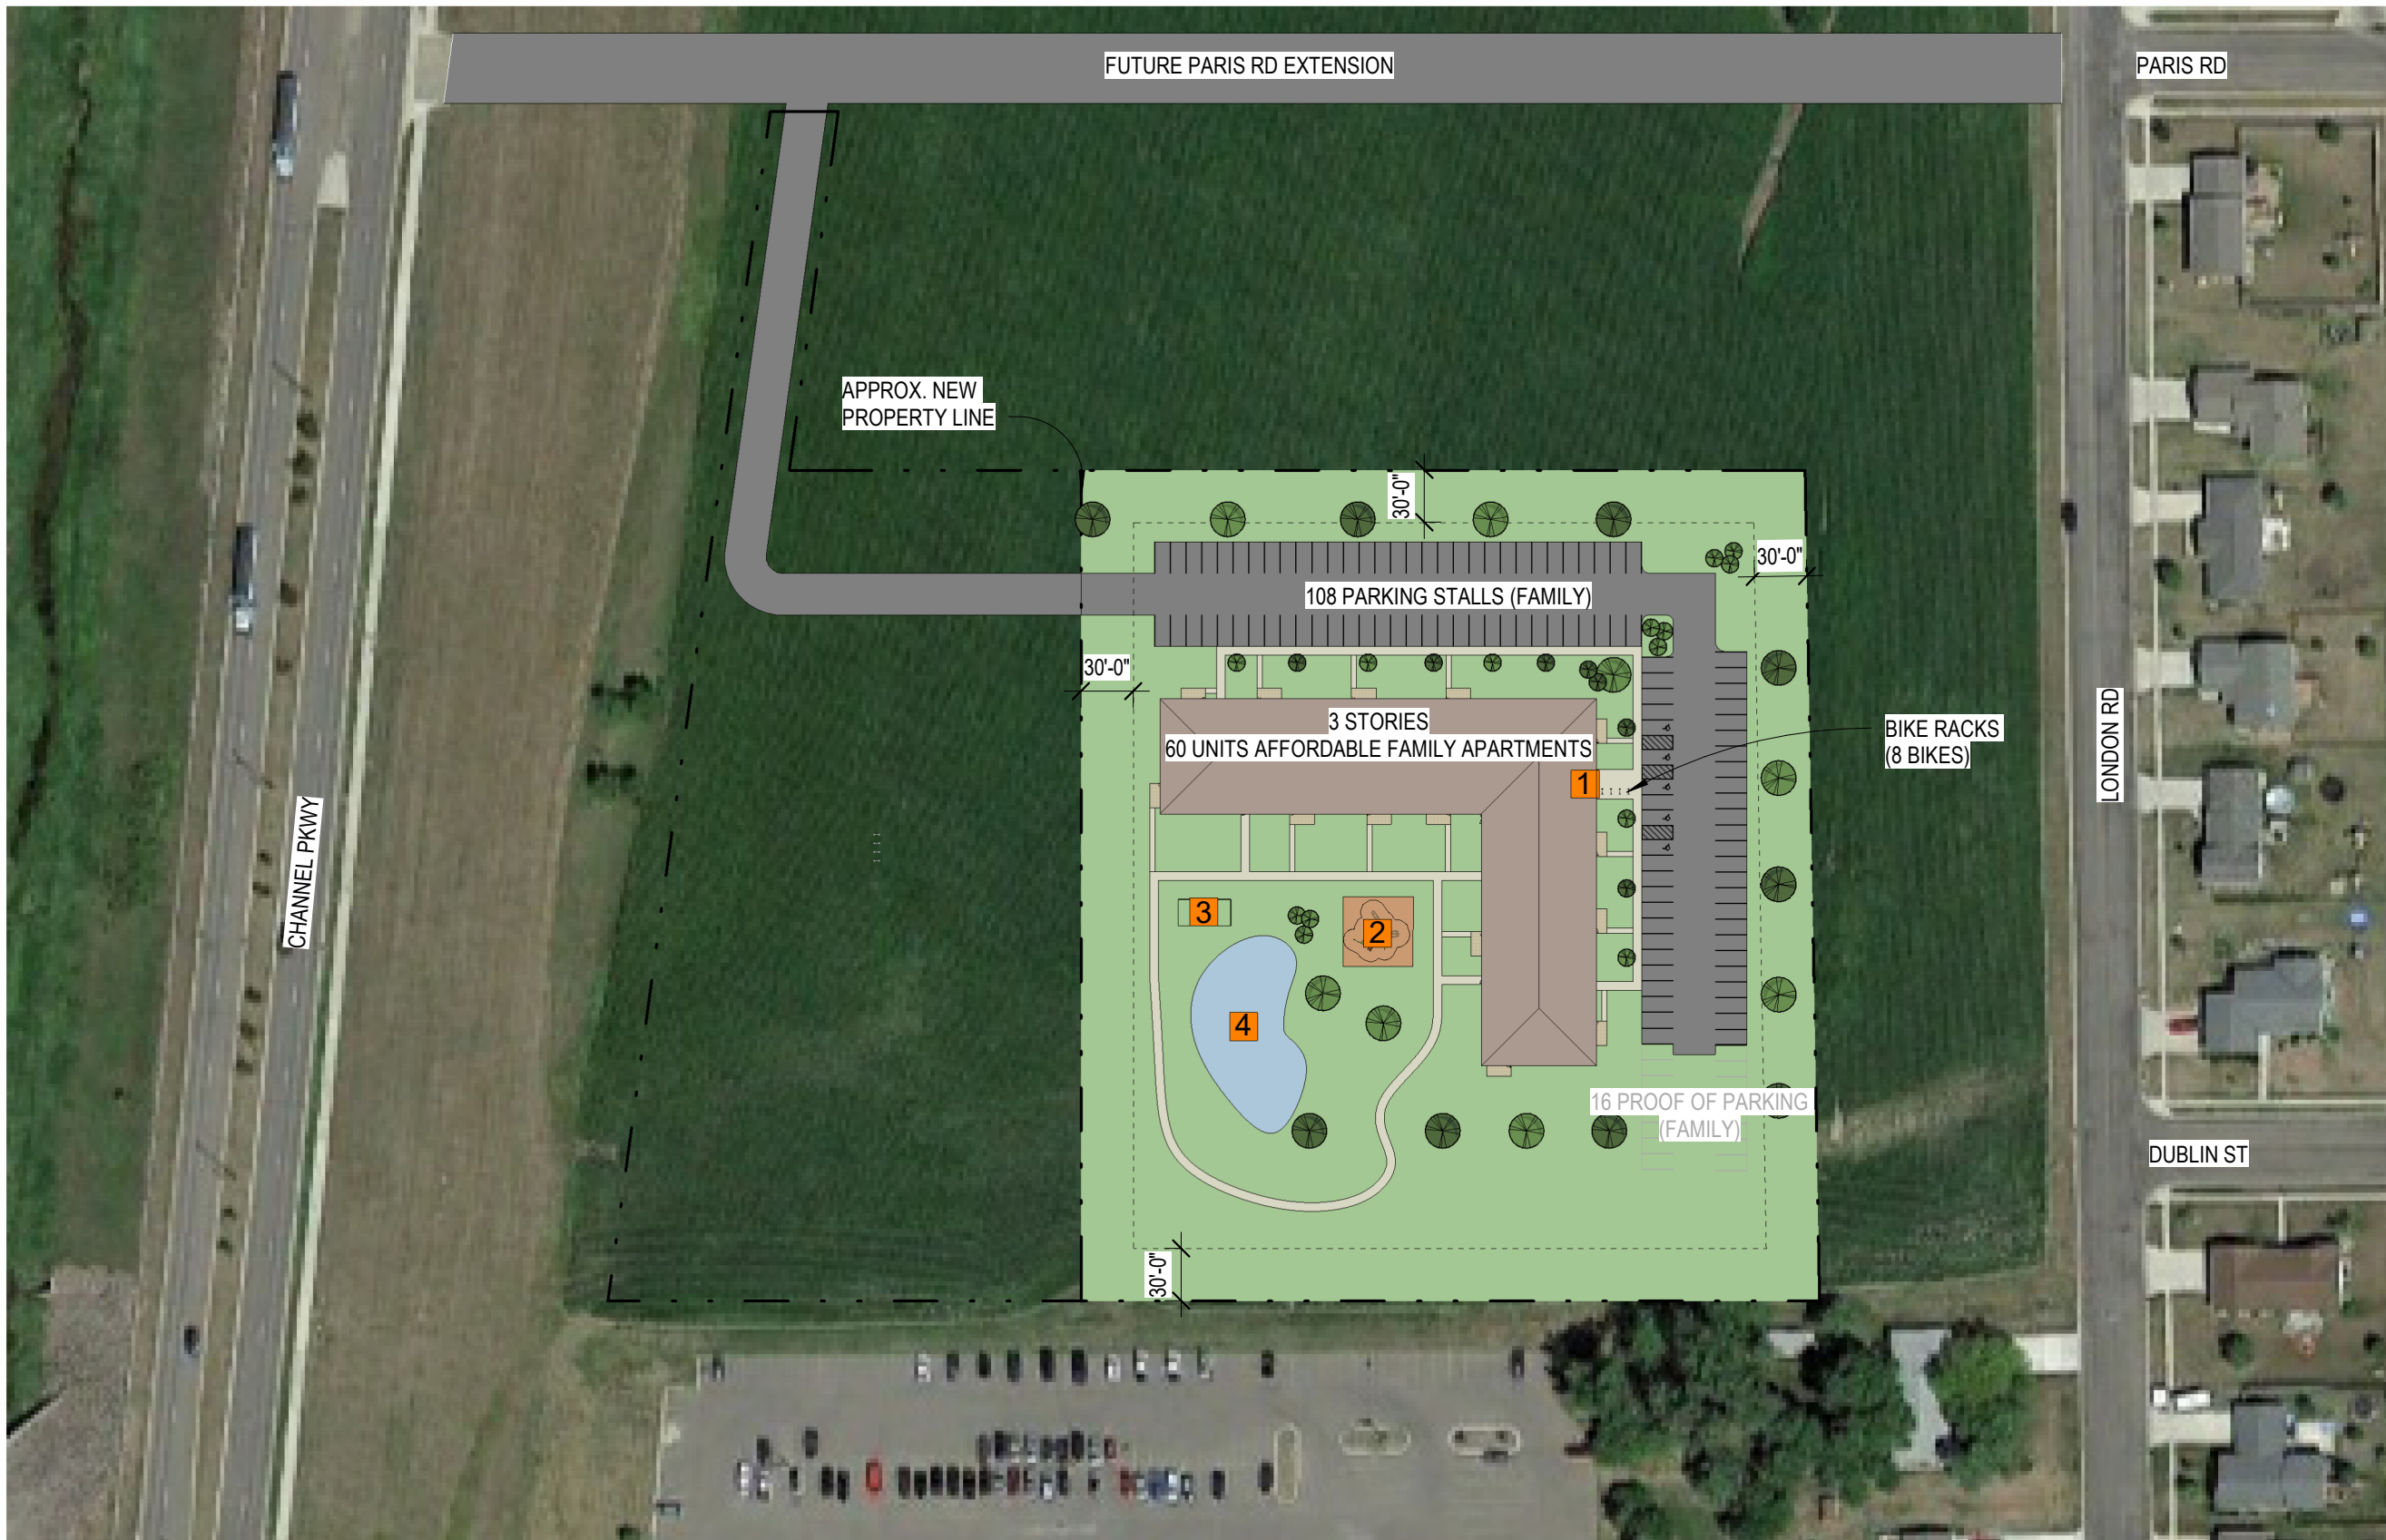 FUTURE PARIS RD EXTENSION
PARIS RD
APPROX. NEW
PROPERTY LINE
30'-0"
30'-0"
108 PARKING STALLS (FAMILY)
30'-0"
3 STORIES
60 UNITS AFFORDABLE FAMILY APARTMENTS
BIKE RACKS
(8 BIKES)
1
LONDON RD
CHANNEL PKWY
3
2
4
16 PROOF OF PARKING
(FAMILY)
DUBLIN ST
30'-0"